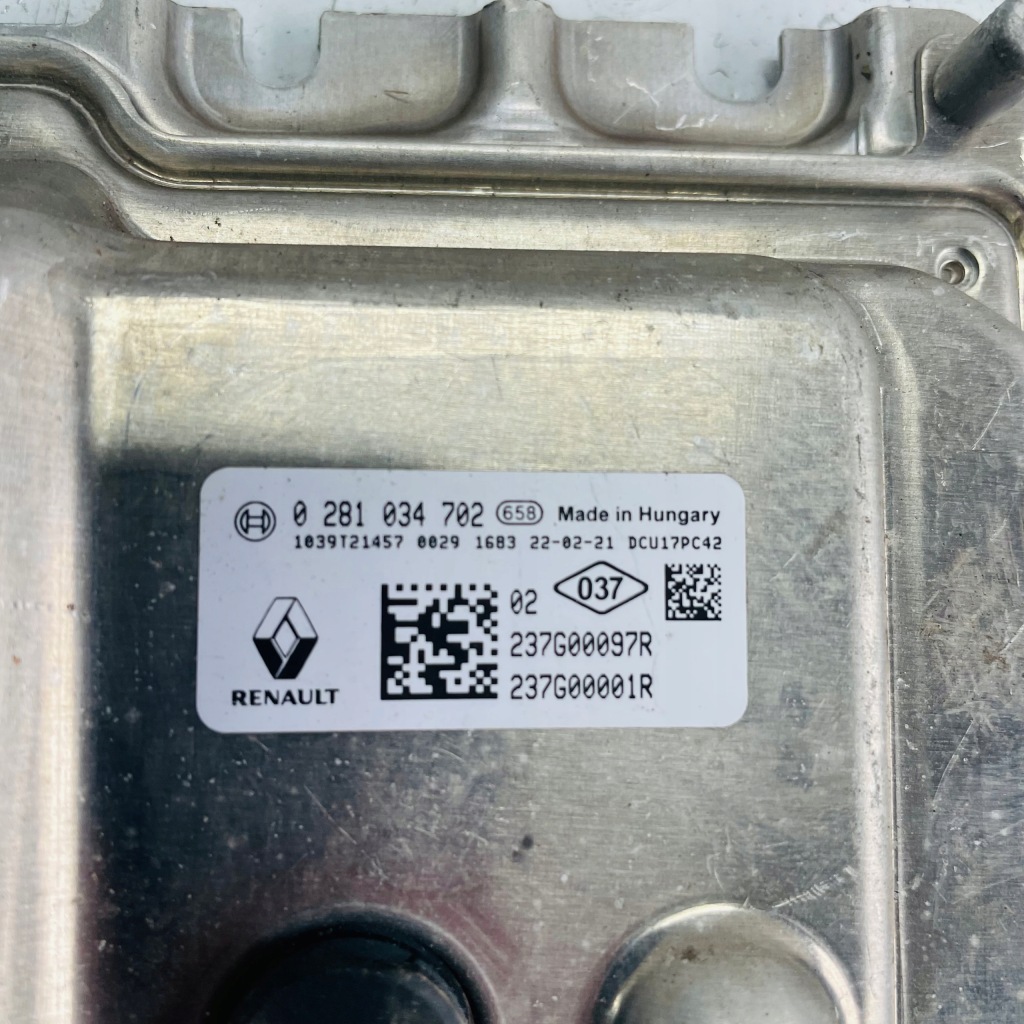 0 281 034 702 658 Made in Hungary
1039T21457 0029 1683 22-02-21 DCU17PC42
02 037
237G00097R
237G00001R
RENAULT